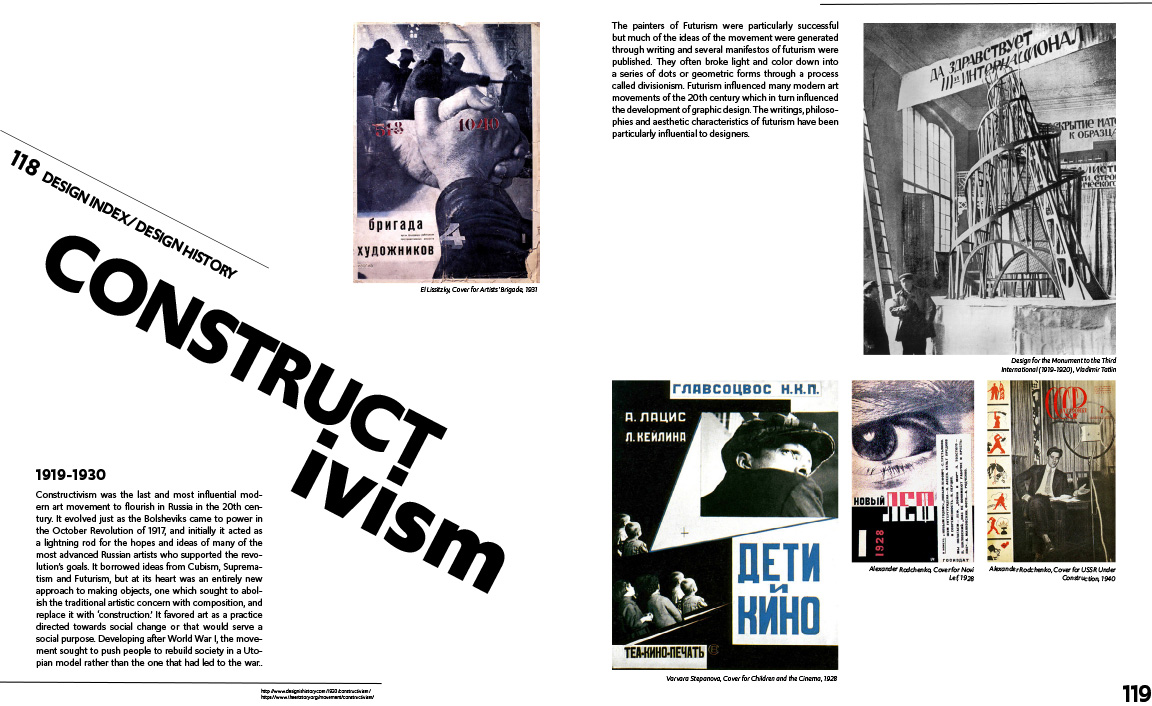 118 DESIGN INDEX/ DESIGN HISTORY
CONSTRUCT
ivism
1919-1930
Constructivism was the last and most influential mod-
ern art movement to flourish in Russia in the 20th cen-
tury. It evolved just as the Bolsheviks came to power in
the October Revolution of 1917, and initially it acted as
a lightning rod for the hopes and ideas of many of the
most advanced Russian artists who supported the revo-
lution's goals. It borrowed ideas from Cubism, Suprema-
tism and Futurism, but at its heart was an entirely new
approach to making objects, one which sought to abol-
ish the traditional artistic concern with composition, and
replace it with 'construction.' It favored art as a practice
directed towards social change or that would serve a
social purpose. Developing after World War I, the move-
ment sought to push people to rebuild society in a Uto-
pian model rather than the one that had led to the war..
http://www.designishistory.com/1920/constructivism/
https://www.theartstory.org/movement/constructivism/
бригада
художников
4
El Lissitzky, Cover for Artists' Brigade, 1931
The painters of Futurism were particularly successful
but much of the ideas of the movement were generated
through writing and several manifestos of futurism were
published. They often broke light and color down into
a series of dots or geometric forms through a process
called divisionism. Futurism influenced many modern art
movements of the 20th century which in turn influenced
the development of graphic design. The writings, philoso-
phies and aesthetic characteristics of futurism have been
particularly influential to designers.
ДА ЗДРАВСТВУЕТ
III ИНТЕРНАЦИОНАЛ
К ОБРАЗЦА
Design for the Monument to the Third
International (1919-1920), Vladimir Tatlin
ГЛАВСОЦВОС Н.К.П.
А. ЛАЦИС
Л. КЕЙЛИНА
ДЕТИ
И
КИНО
ТЕА-КИНО-ПЕЧАТЬ
Varvara Stepanova, Cover for Children and the Cinema, 1928
НОВЫЙ ЛЕФ
1
1928
ГОСИЗДАТ
Alexander Rodchenko, Cover for Novi
Lef, 1928
СССР
7
Alexander Rodchenko, Cover for USSR Under
Construction, 1940
119